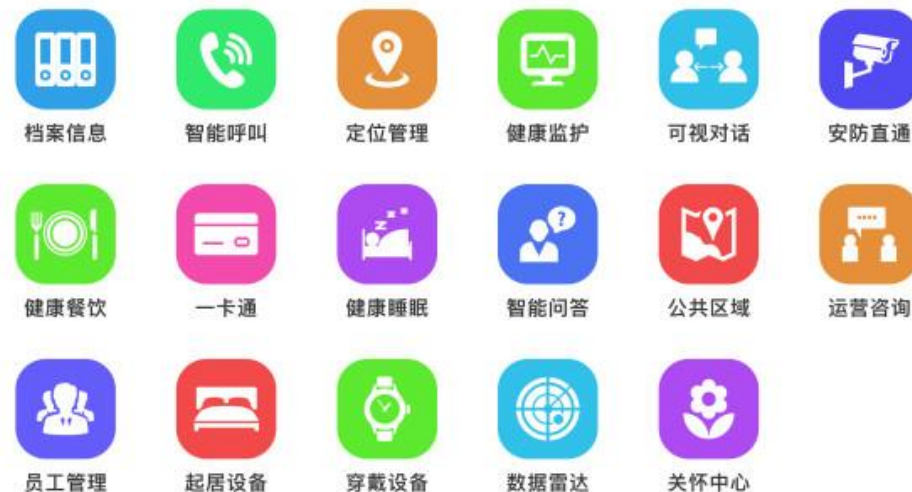 档案信息 智能呼叫 定位管理 健康监护 可视对话 安防直通
健康餐饮 一卡通 健康睡眠 智能问答 公共区域 运营咨询
员工管理 起居设备 穿戴设备 数据雷达 关怀中心